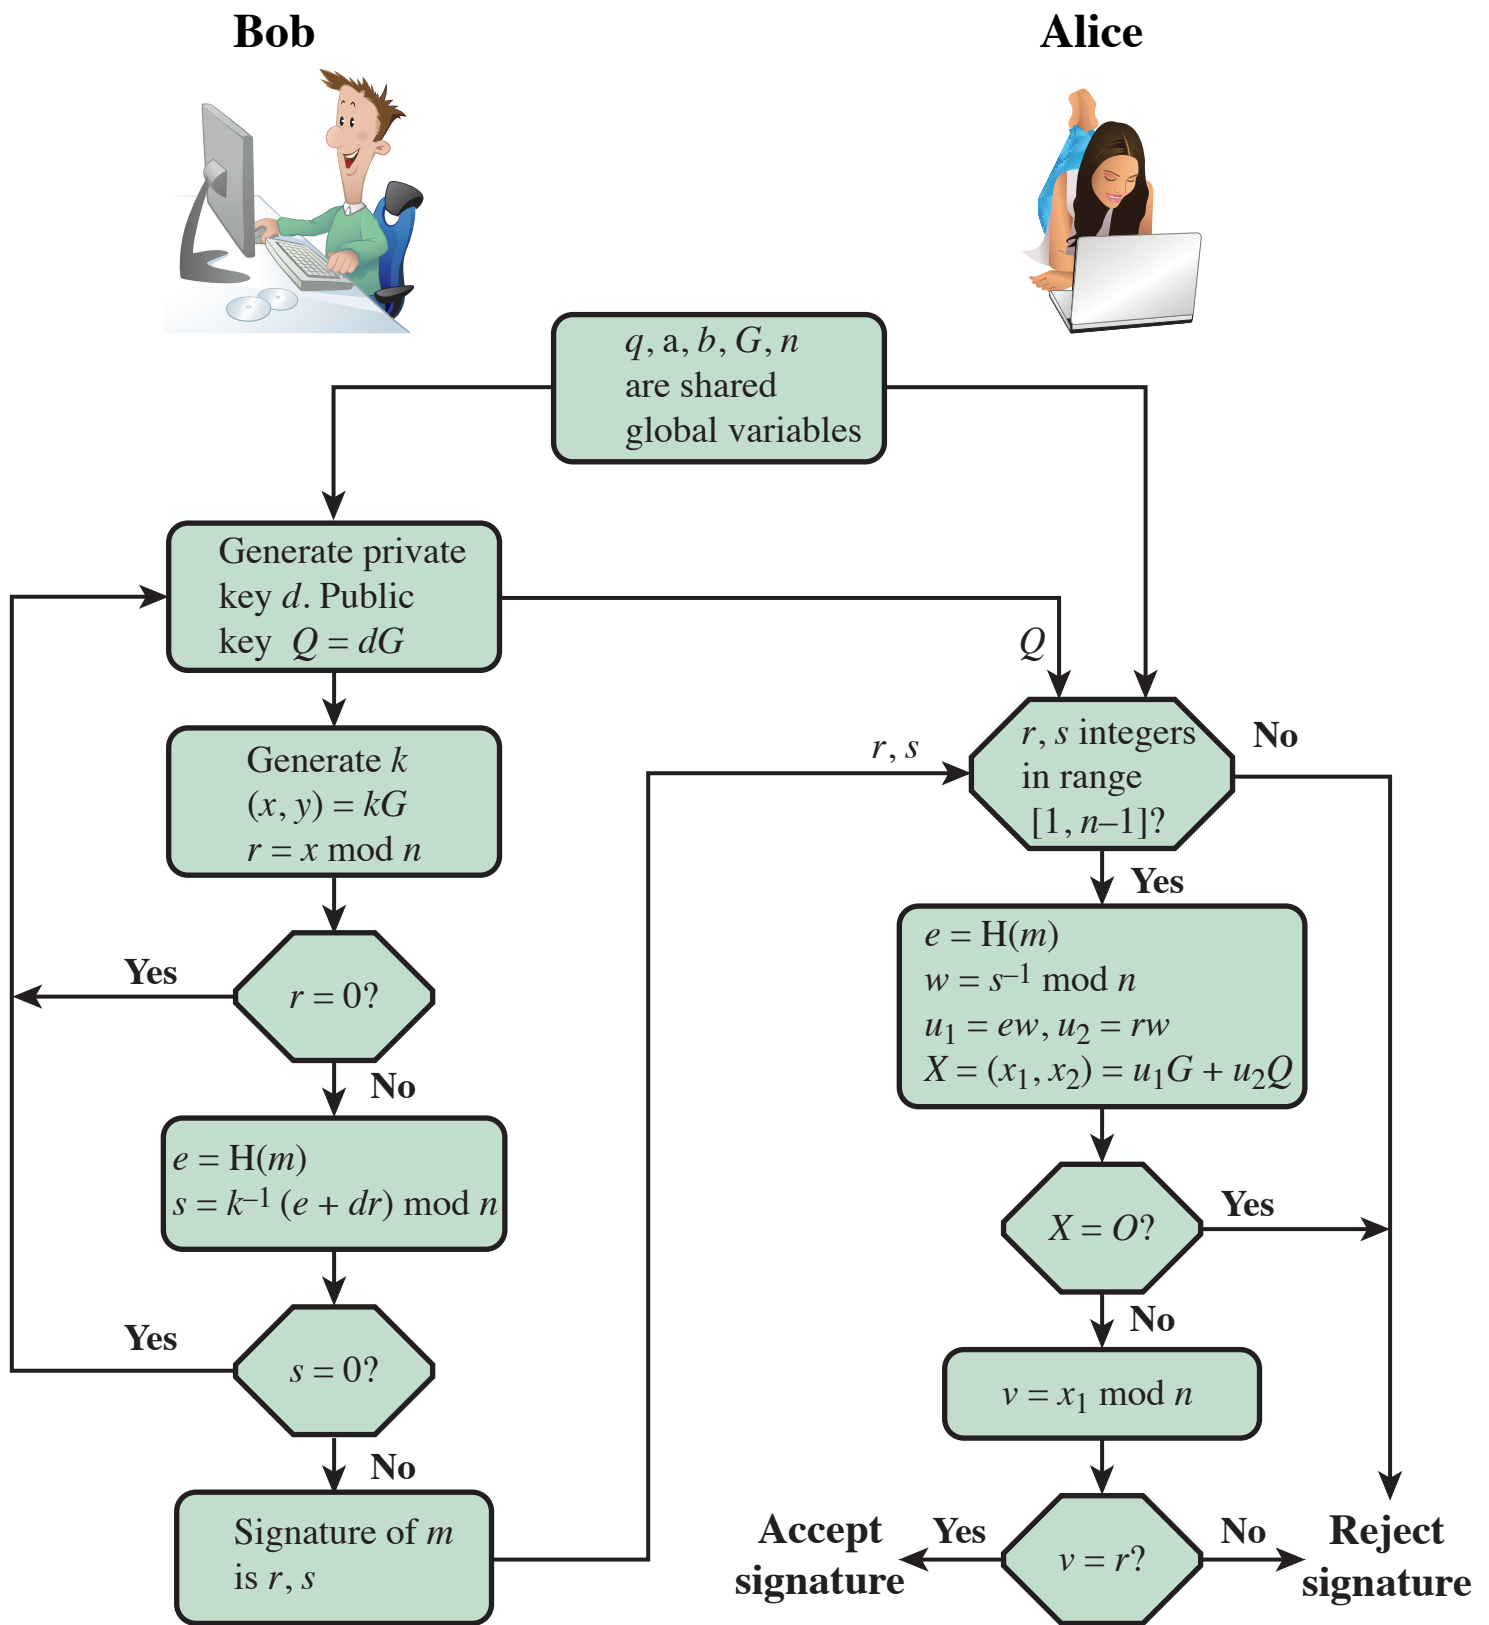 Bob
Alice
q, a, b, G, n
are shared
global variables
Generate private
key d. Public
key Q = dG
Q
Generate k
(x, y) = kG
r = x mod n
r, s
r, s integers
in range
[1, n–1]?
No
Yes
Yes
r = 0?
No
e = H(m)
w = s⁻¹ mod n
u₁ = ew, u₂ = rw
X = (x₁, x₂) = u₁G + u₂Q
e = H(m)
s = k⁻¹ (e + dr) mod n
X = O?
Yes
No
Yes
s = 0?
No
v = x₁ mod n
Signature of m
is r, s
Accept
signature
Yes
v = r?
No
Reject
signature